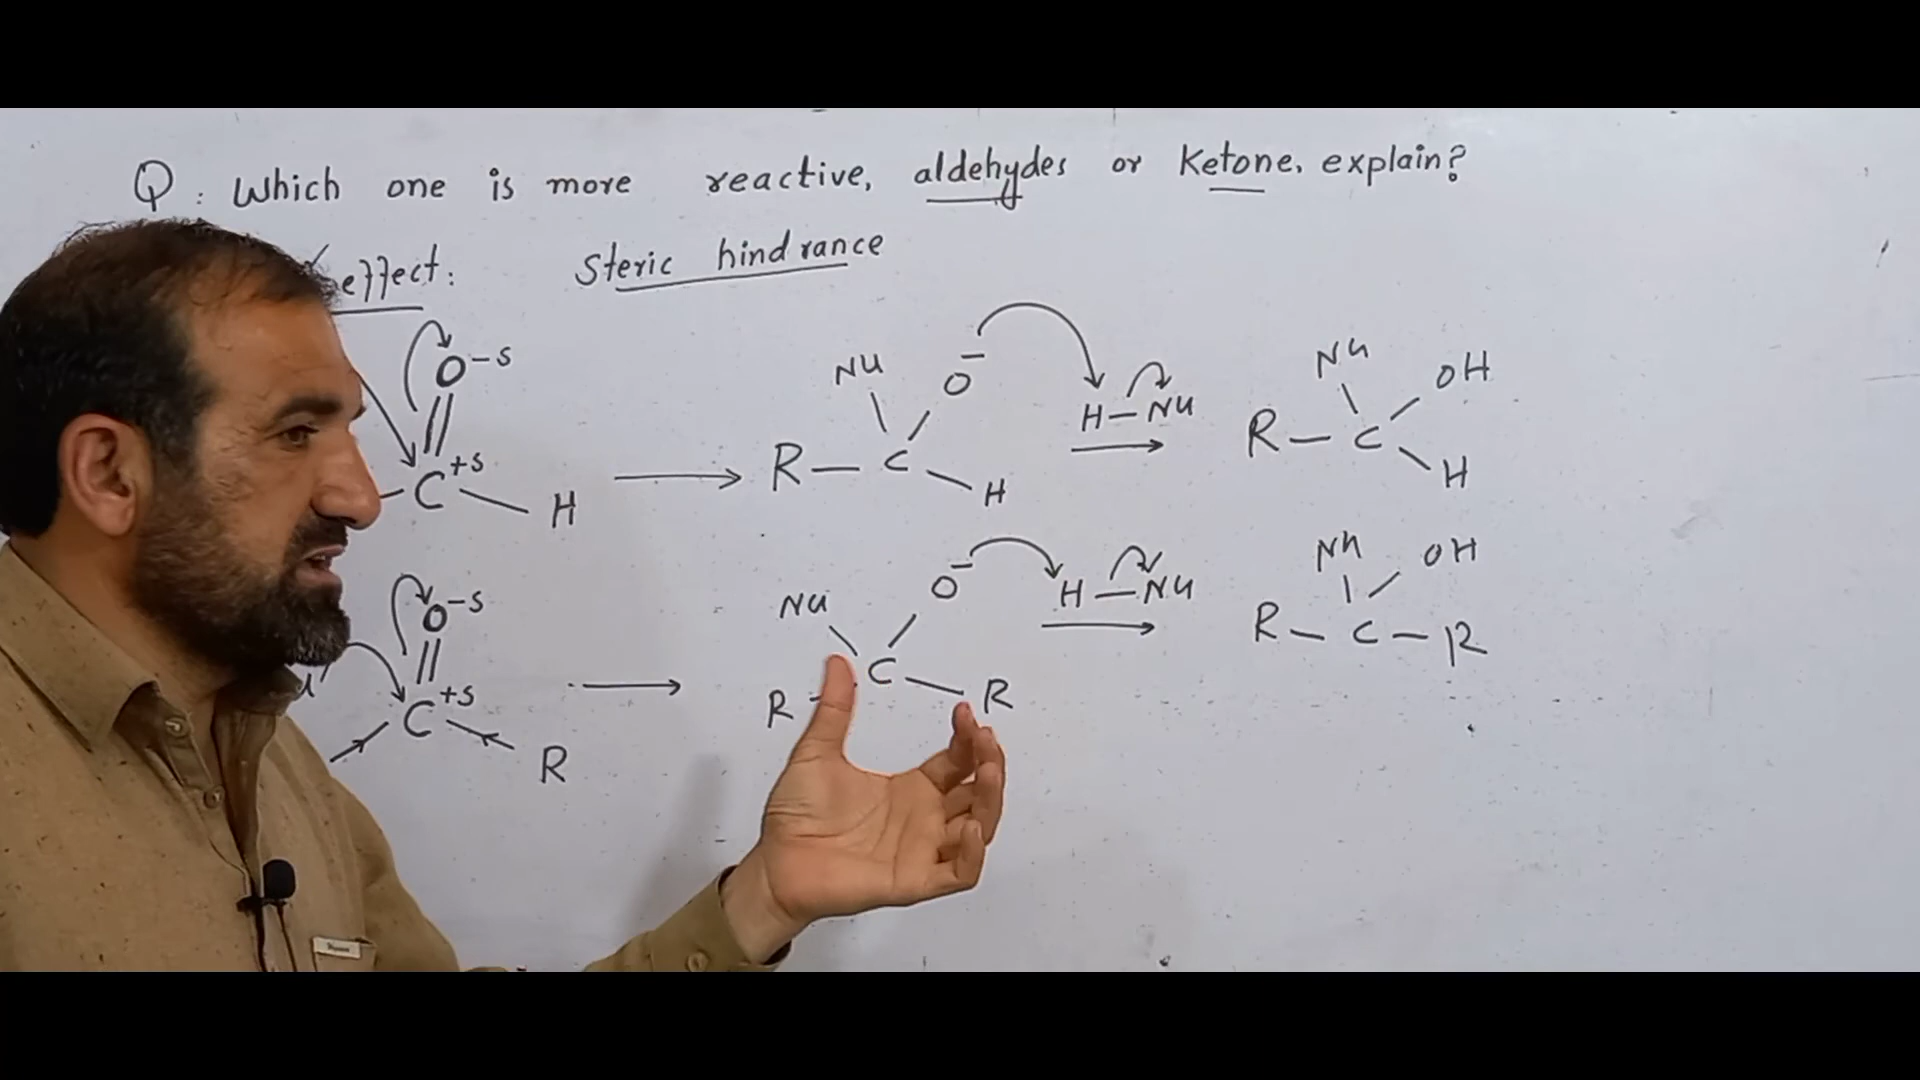 Q. Which one is more reactive, aldehydes or Ketone, explain?
effect: Steric hindrance
O-s Nu O- H-Nu Nu OH
C+s H R-C H R-C H
O-s Nu O- H-Nu Nu OH
C+s R R C R R-C-R